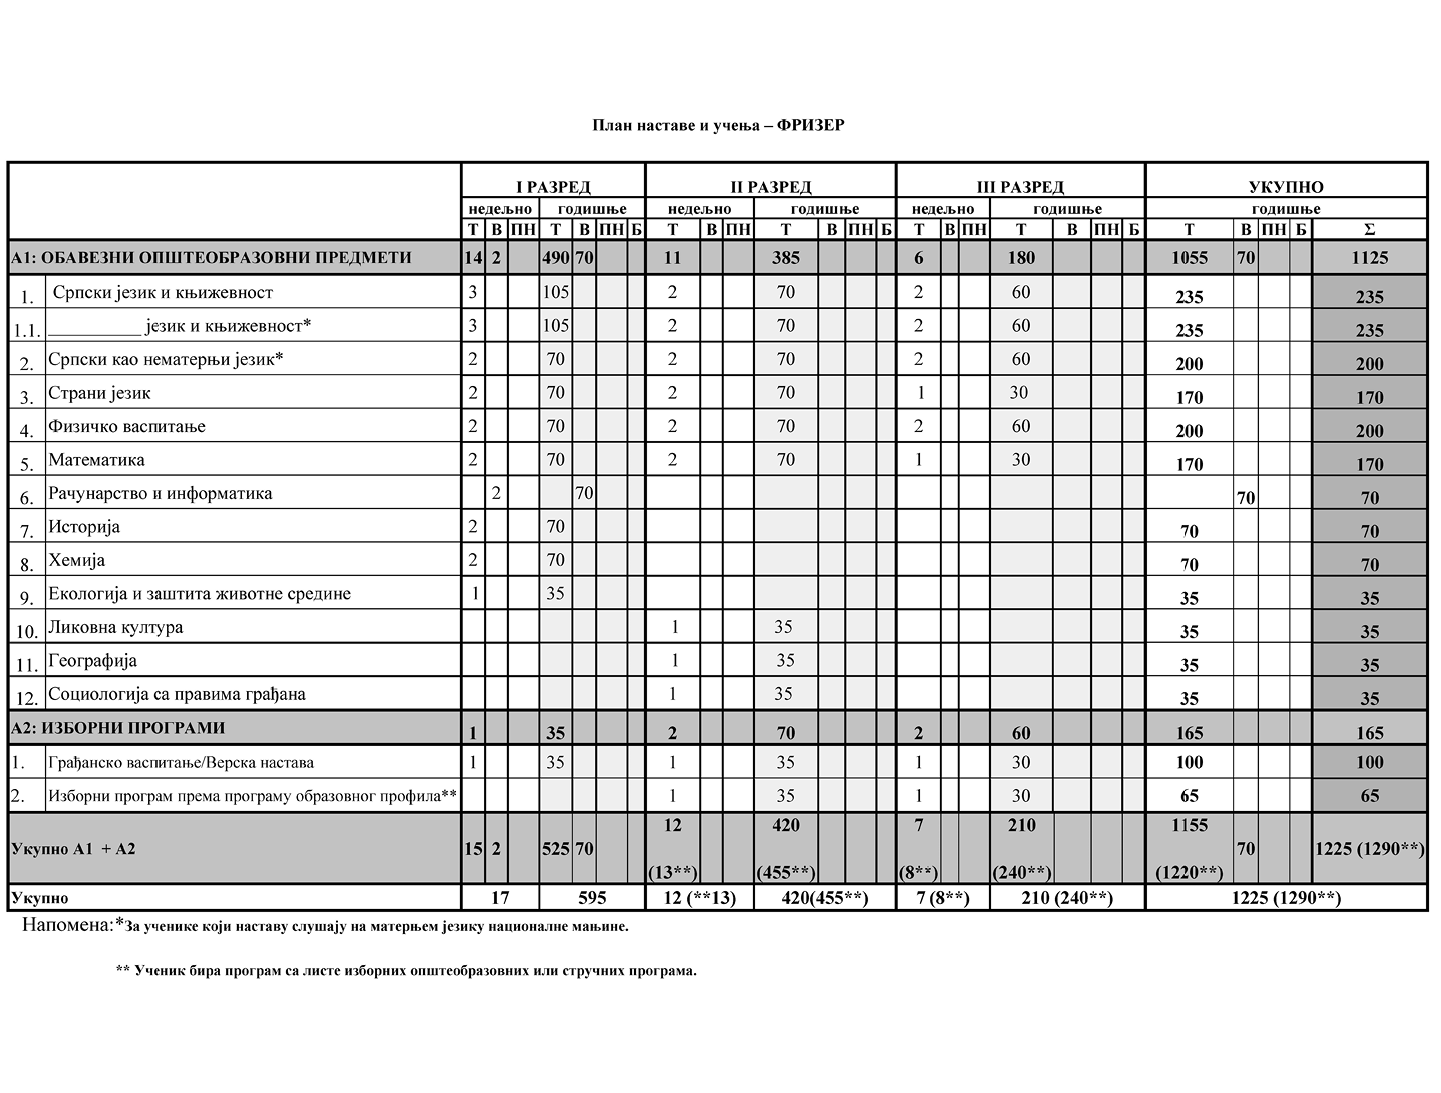 План наставе и учења – ФРИЗЕР
I РАЗРЕД II РАЗРЕД III РАЗРЕД УКУПНО
недељно годишње недељно годишње недељно годишње годишње
Т В ПН Т В ПН Б Т В ПН Т В ПН Б Т В ПН Т В ПН Б Т В ПН Б Σ
А1: ОБАВЕЗНИ ОПШТЕОБРАЗОВНИ ПРЕДМЕТИ 14 2 490 70 11 385 6 180 1055 70 1125
1. Српски језик и књижевност 3 105 2 70 2 60 235 235
1.1. ___________ језик и књижевност* 3 105 2 70 2 60 235 235
2. Српски као нематерњи језик* 2 70 2 70 2 60 200 200
3. Страни језик 2 70 2 70 1 30 170 170
4. Физичко васпитање 2 70 2 70 2 60 200 200
5. Математика 2 70 2 70 1 30 170 170
6. Рачунарство и информатика 2 70 70 70
7. Историја 2 70 70 70
8. Хемија 2 70 70 70
9. Екологија и заштита животне средине 1 35 35 35
10. Ликовна култура 1 35 35 35
11. Географија 1 35 35 35
12. Социологија са правима грађана 1 35 35 35
А2: ИЗБОРНИ ПРОГРАМИ 1 35 2 70 2 60 165 165
1. Грађанско васпитање/Верска настава 1 35 1 35 1 30 100 100
2. Изборни програм према програму образовног профила** 1 35 1 30 65 65
12 420 7 210 1155
Укупно А1 + А2 15 2 525 70 70 1225 (1290**)
(13**) (455**) (8**) (240**) (1220**)
Укупно 17 595 12 (**13) 420(455**) 7 (8**) 210 (240**) 1225 (1290**)
Напомена:*За ученике који наставу слушају на матерњем језику националне мањине.
** Ученик бира програм са листе изборних општеобразовних или стручних програма.